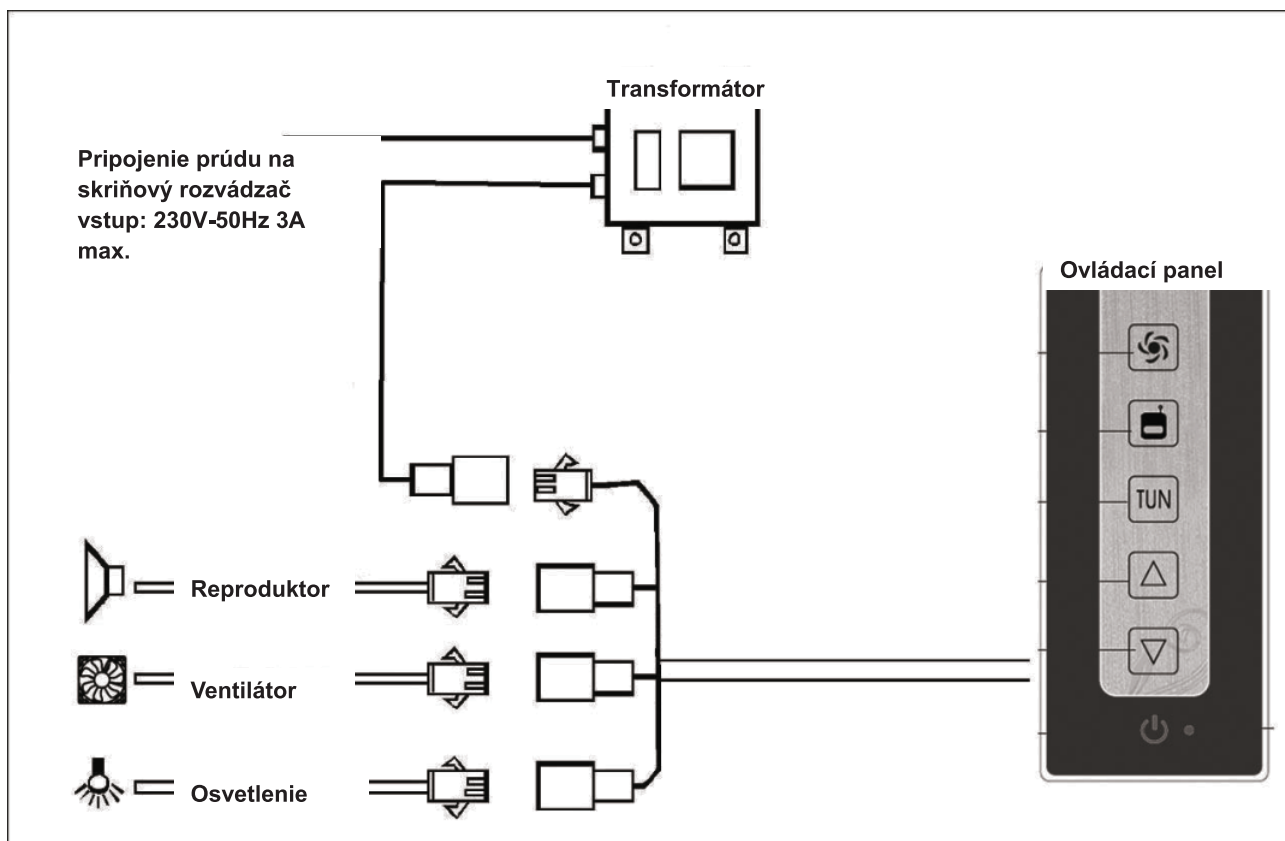 Transformátor
Pripojenie prúdu na
skriňový rozvádzač
vstup: 230V-50Hz 3A
max.
Ovládací panel
TUN
Reproduktor
Ventilátor
Osvetlenie